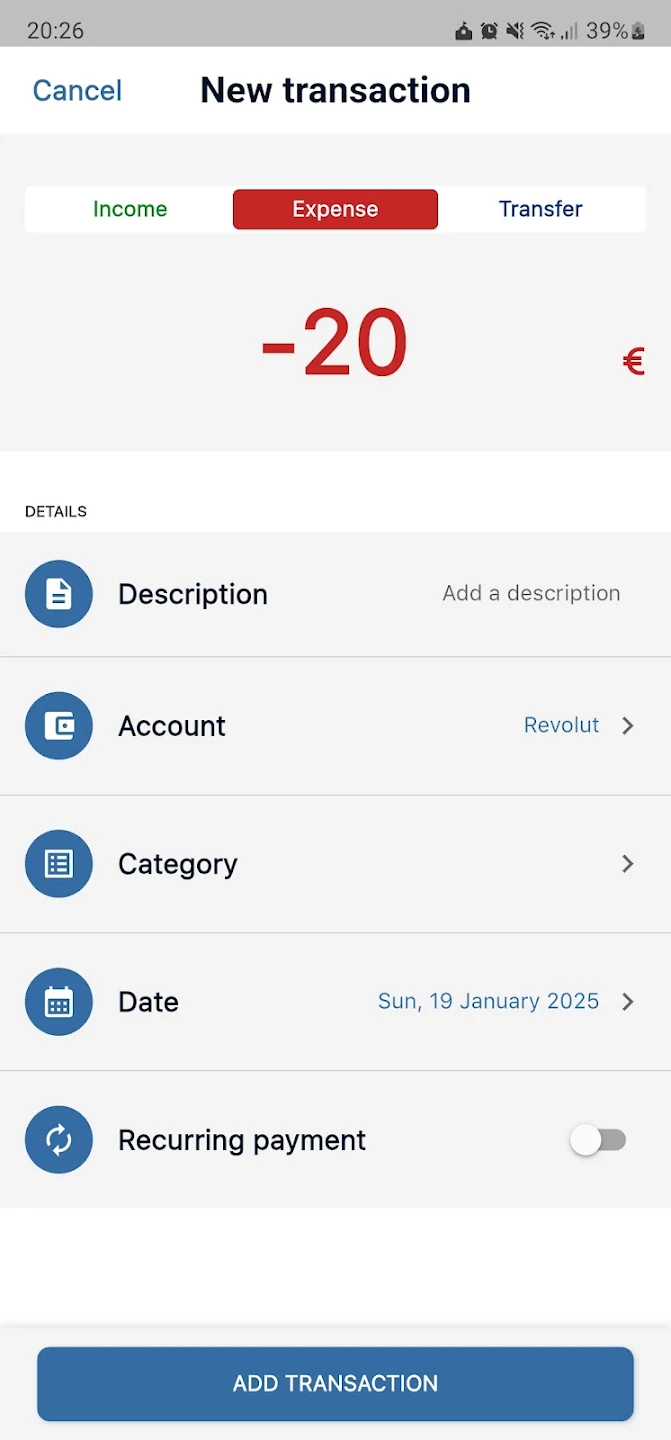 20:26 39%
Cancel New transaction
Income Expense Transfer
-20 €
DETAILS
Description Add a description
Account Revolut
Category
Date Sun, 19 January 2025
Recurring payment
ADD TRANSACTION